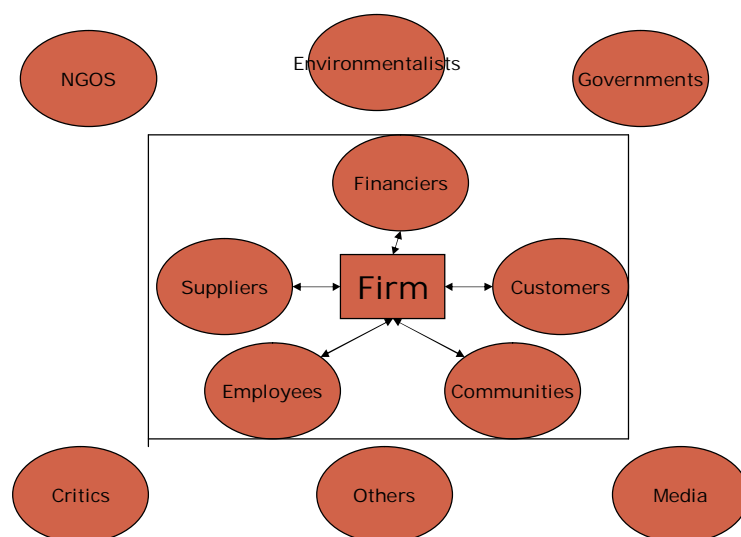 NGOS
Environmentalists
Governments
Financiers
Suppliers
Firm
Customers
Employees
Communities
Critics
Others
Media